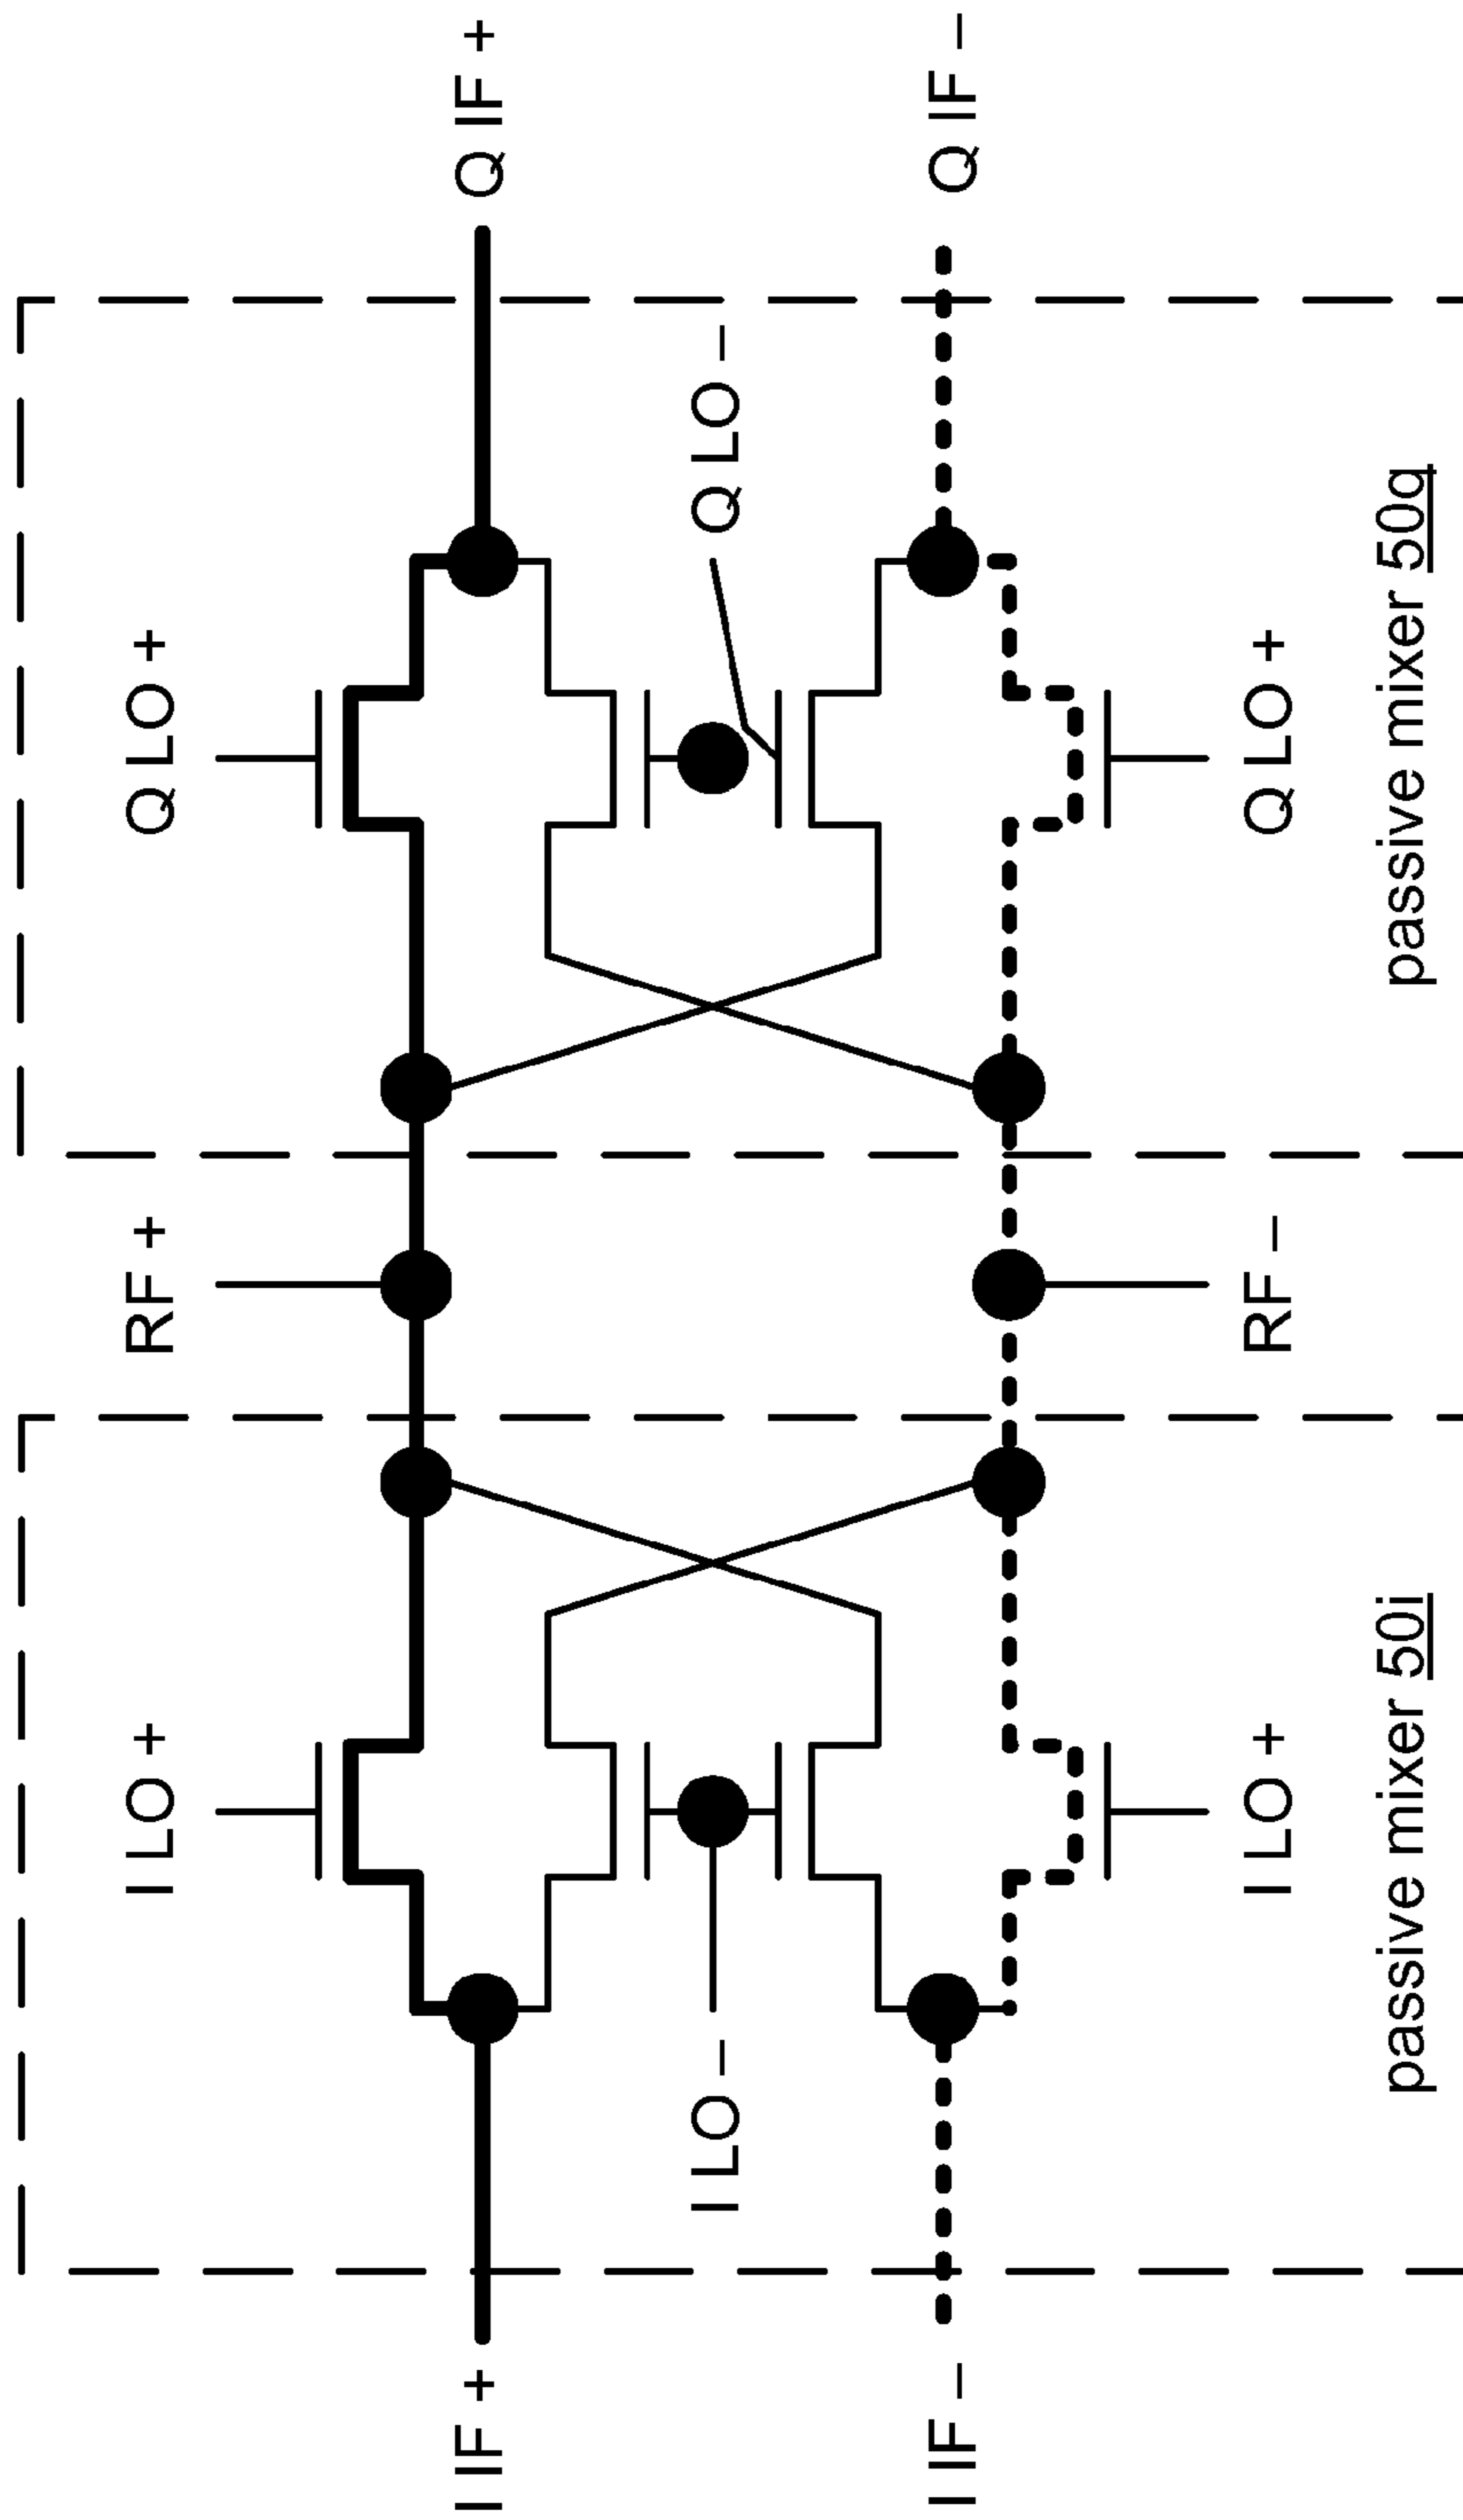 I LO +
RF +
Q LO +
I IF +
Q IF +
I LO −
Q LO −
I IF −
Q IF −
I LO +
RF −
Q LO +
passive mixer 50i
passive mixer 50q